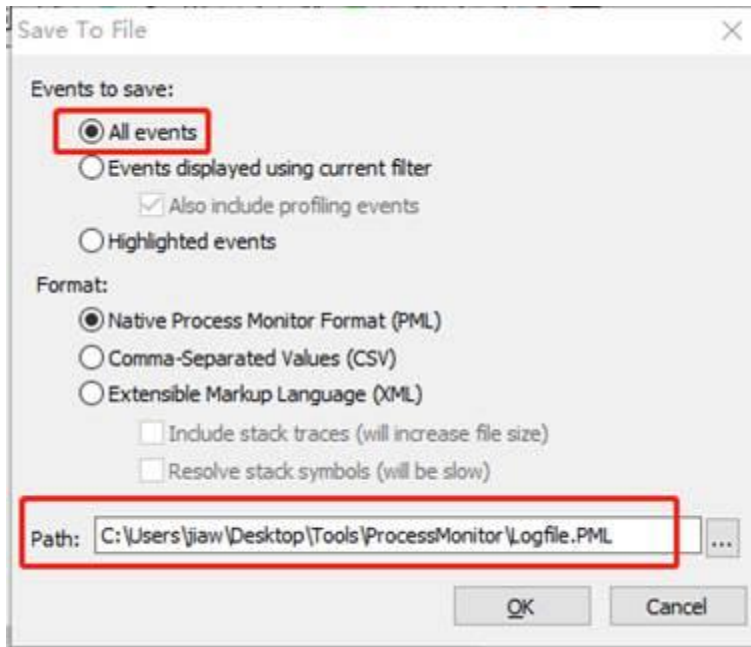 Save To File
Events to save:
All events
Events displayed using current filter
Also include profiling events
Highlighted events
Format:
Native Process Monitor Format (PML)
Comma-Separated Values (CSV)
Extensible Markup Language (XML)
Include stack traces (will increase file size)
Resolve stack symbols (will be slow)
Path: C:\Users\jiaw\Desktop\Tools\ProcessMonitor\Logfile.PML ...
OK Cancel